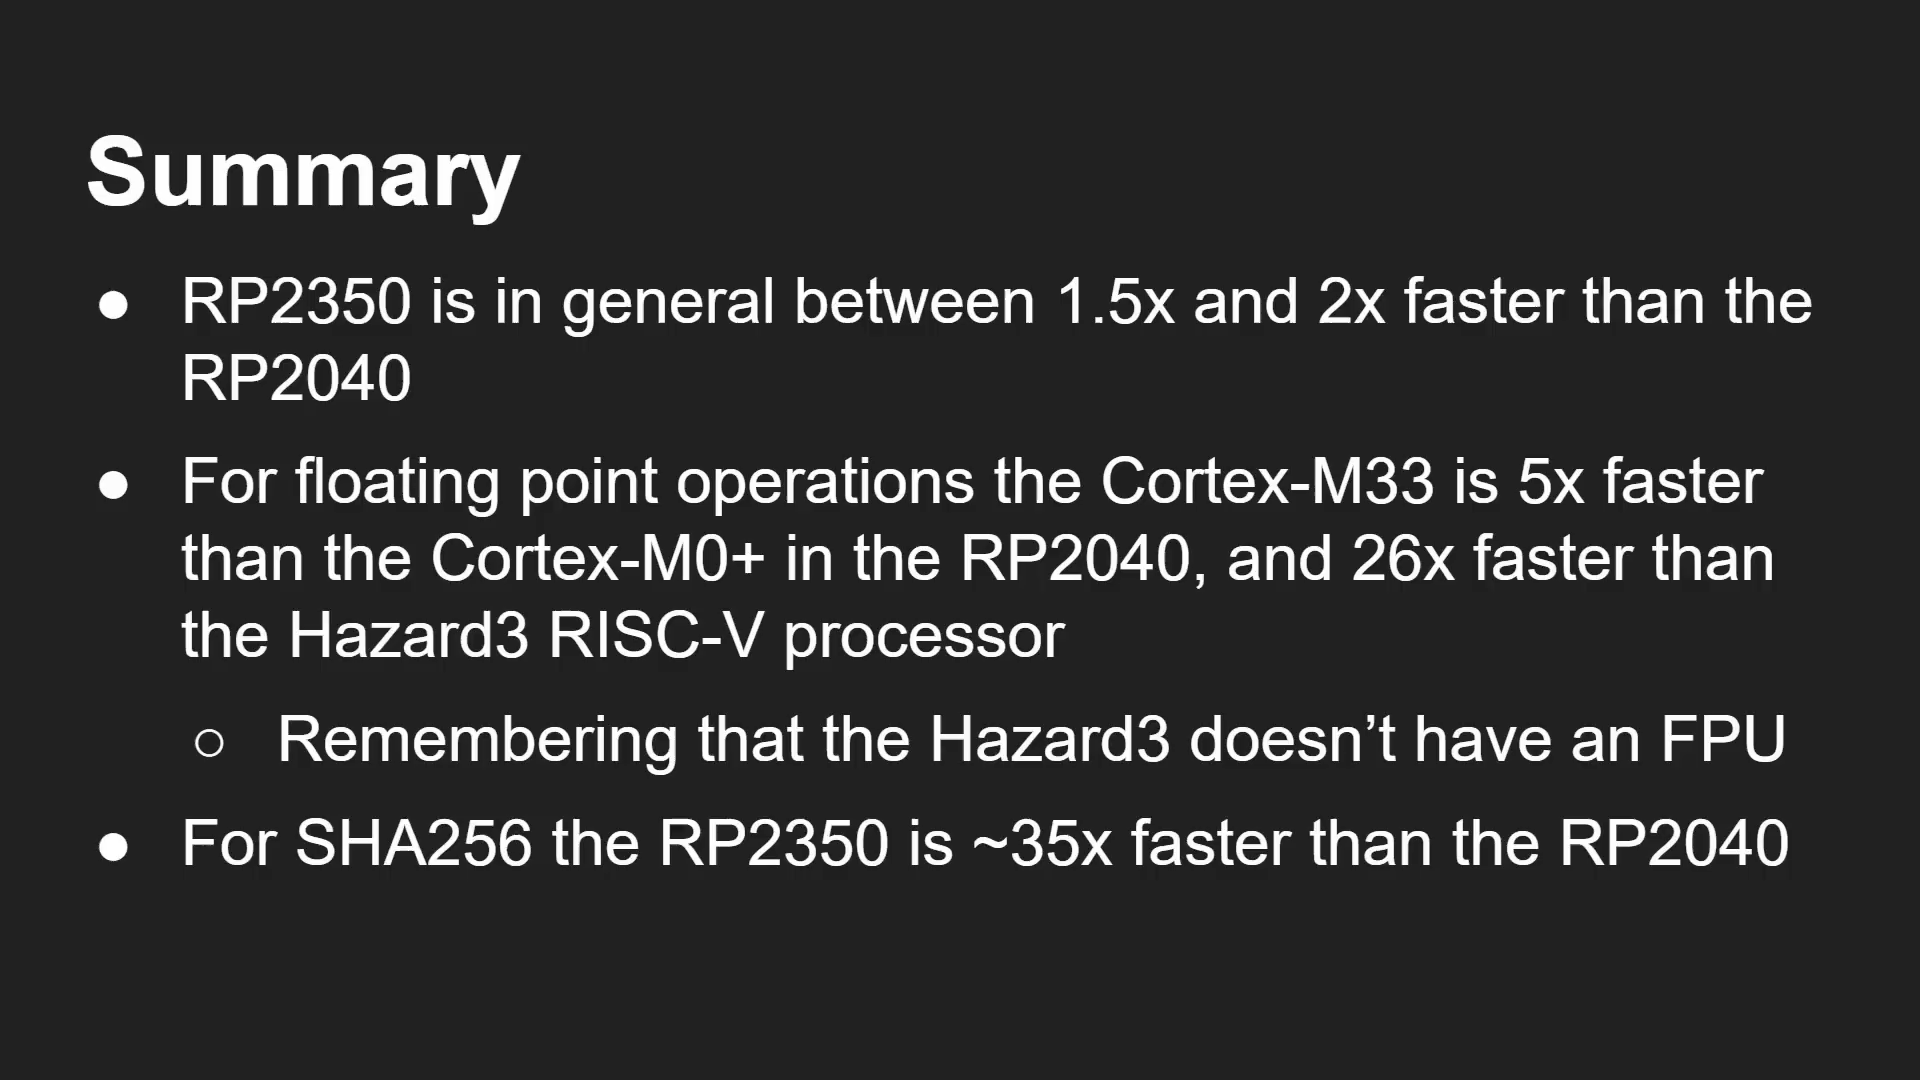 Summary
● RP2350 is in general between 1.5x and 2x faster than the
RP2040
● For floating point operations the Cortex-M33 is 5x faster
than the Cortex-M0+ in the RP2040, and 26x faster than
the Hazard3 RISC-V processor
○ Remembering that the Hazard3 doesn’t have an FPU
● For SHA256 the RP2350 is ~35x faster than the RP2040